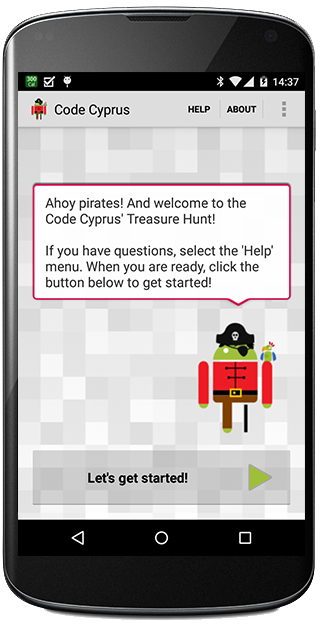 300
Cal
14:37
Code Cyprus
HELP
ABOUT
Ahoy pirates! And welcome to the
Code Cyprus' Treasure Hunt!
If you have questions, select the 'Help'
menu. When you are ready, click the
button below to get started!
Let's get started!